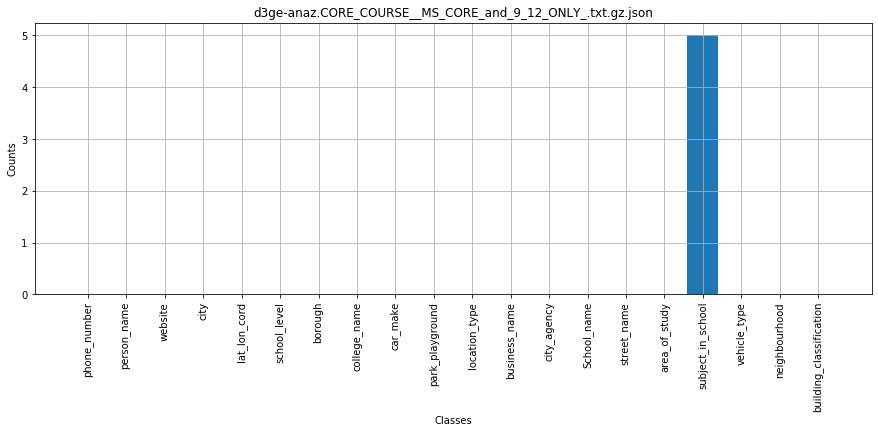 d3ge-anaz.CORE_COURSE__MS_CORE_and_9_12_ONLY_.txt.gz.json
Counts
5
4
3
2
1
0
phone_number
person_name
website
city
lat_lon_cord
school_level
borough
college_name
car_make
park_playground
location_type
business_name
city_agency
School_name
street_name
area_of_study
subject_in_school
vehicle_type
neighbourhood
building_classification
Classes